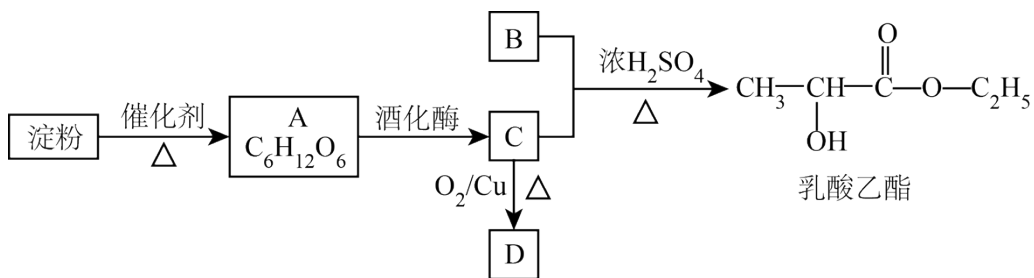 淀粉
催化剂
△
A
C₆H₁₂O₆
酒化酶
B
C
O₂/Cu
△
D
浓H₂SO₄
△
O
CH₃—CH—C—O—C₂H₅
OH
乳酸乙酯